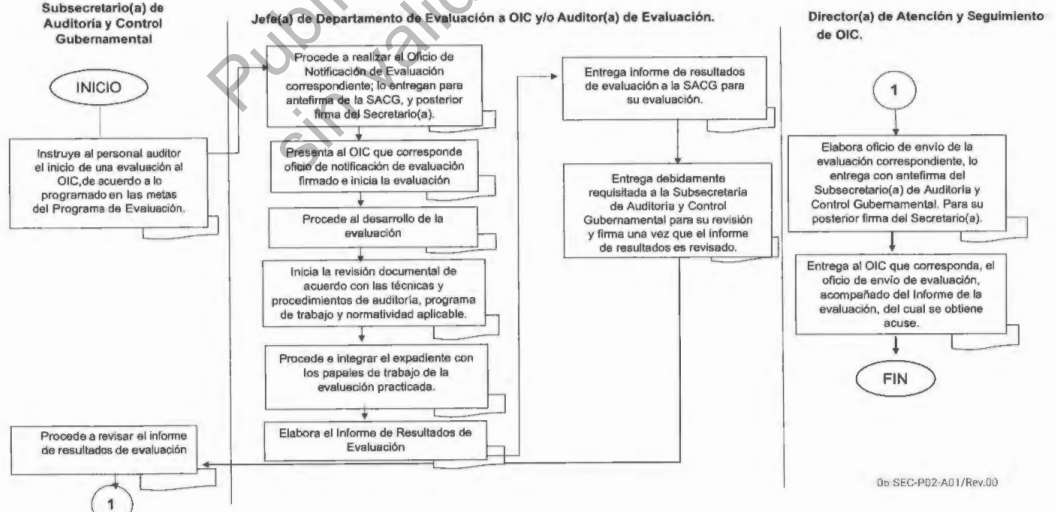 Subsecretario(a) de
Auditoría y Control
Gubernamental
INICIO
Instruye al personal auditor
el inicio de una evaluación al
OIC,de acuerdo a lo
programado en las metas
del Programa de Evaluación.
Procede a revisar el informe
de resultados de evaluación
1
Jefe(a) de Departamento de Evaluación a OIC y/o Auditor(a) de Evaluación.
Procede a realizar el Oficio de
Notificación de Evaluación
correspondiente; lo entregan para
antefirma de la SACG, y posterior
firma del Secretario(a).
Presenta al OIC que corresponde
oficio de notificación de evaluación
firmado e inicia la evaluación
Procede al desarrollo de la
evaluación
Inicia la revisión documental de
acuerdo con las técnicas y
procedimientos de auditoría, programa
de trabajo y normatividad aplicable.
Procede e integrar el expediente con
los papeles de trabajo de la
evaluación practicada.
Elabora el Informe de Resultados de
Evaluación
Entrega informe de resultados
de evaluación a la SACG para
su evaluación.
Entrega debidamente
requisitada a la Subsecretaria
de Auditoría y Control
Gubernamental para su revisión
y firma una vez que el informe
de resultados es revisado.
Director(a) de Atención y Seguimiento
de OIC.
1
Elabora oficio de envío de la
evaluación correspondiente, lo
entrega con antefirma del
Subsecretario(a) de Auditoria y
Control Gubernamental. Para su
posterior firma del Secretario(a).
Entrega al OIC que corresponda, el
oficio de envío de evaluación,
acompañado del Informe de la
evaluación, del cual se obtiene
acuse.
FIN
SEC-P02-A01/Rev.00
sin